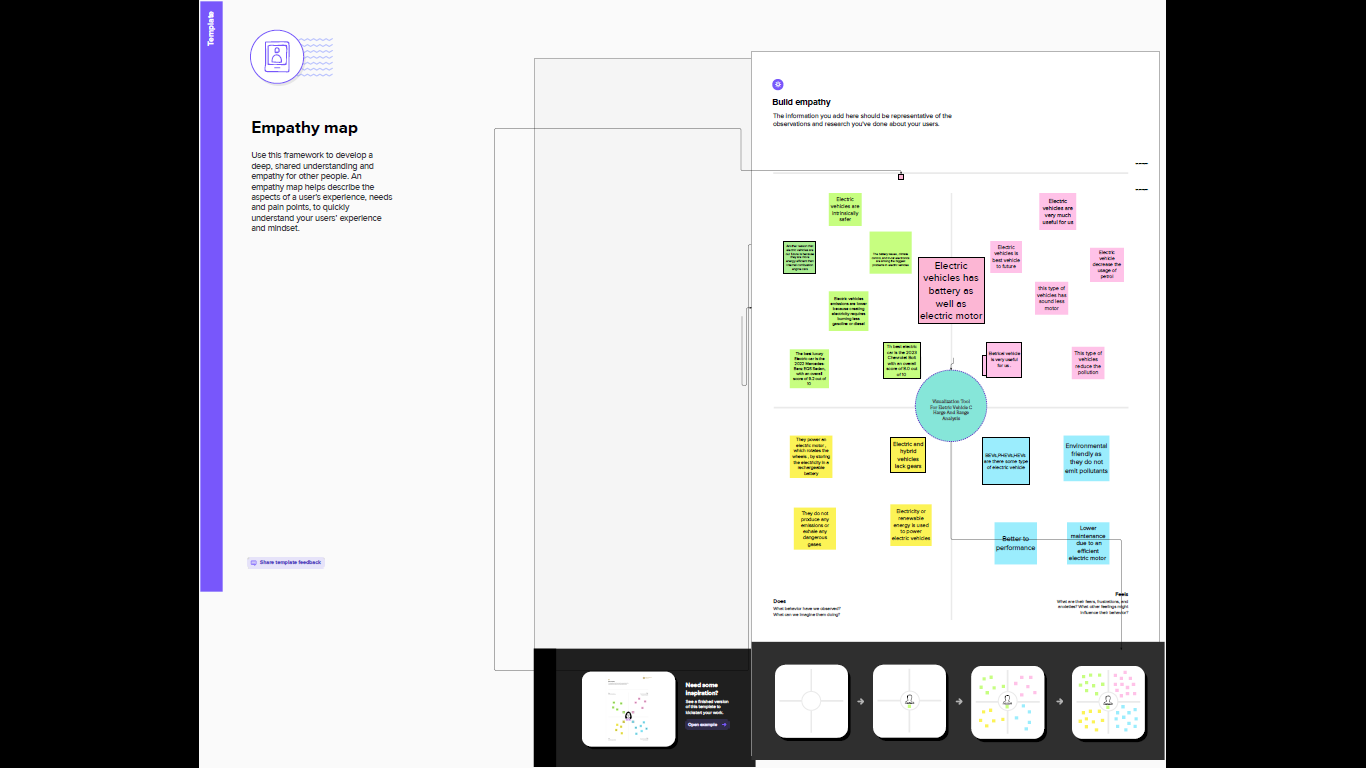 Template
Empathy map
Use this framework to develop a
deep, shared understanding and
empathy for other people. An
empathy map helps describe the
aspects of a user's experience, needs
and pain points, to quickly
understand your users' experience
and mindset.
Share template feedback
Build empathy
The information you add here should be representative of the
observations and research you've done about your users.
Electric
vehicles are
intrinsically
safer
Electric vehicles
emissions are lower
because creating
electricity requires
burning less
gasoline or diesel
The best luxury
Electric car is the
2022 Mercedes
Benz EQS Sedan,
with an overall
score of 9.2 out of
10
Th best electric
car is the 2023
Chevrolet Bolt
with an overall
score of 9.0 out
of 10
Electric
vehicles has
battery as
well as
electric motor
Electric
vehicles are
very much
useful for us
Electric
vehicles is
best vehicle
to future
Electric
vehicle
decrease the
usage of
petrol
this type of
vehicles has
sound less
motor
Eletrical vehicle
is very useful
for us..
This type of
vehicles
reduce the
pollution
Visualization Tool
For Electric Vehicle C
Harge And Range
Analysis
They power an
electric motor ,
which rotates the
wheels , by storing
the electricity in a
rechargeable
battery
Electric and
hybrid
vehicles
lack gears
They do not
produce any
emissions or
exhale any
dangerous
gases
Electricity or
renewable
energy is used
to power
electric vehicles
BEVs,PHEVs,HEVs
are there some type
of electric vehicle
Environmental
friendly as
they do not
emit pollutants
Better to
performance
Lower
maintenance
due to an
efficient
electric motor
Does
What behavior have we observed?
What can we imagine them doing?
Feels
What are their fears, frustrations, and
anxieties? What other feelings might
influence their behavior?
Need some
inspiration?
See a finished version
of this template to
kickstart your work.
Open example